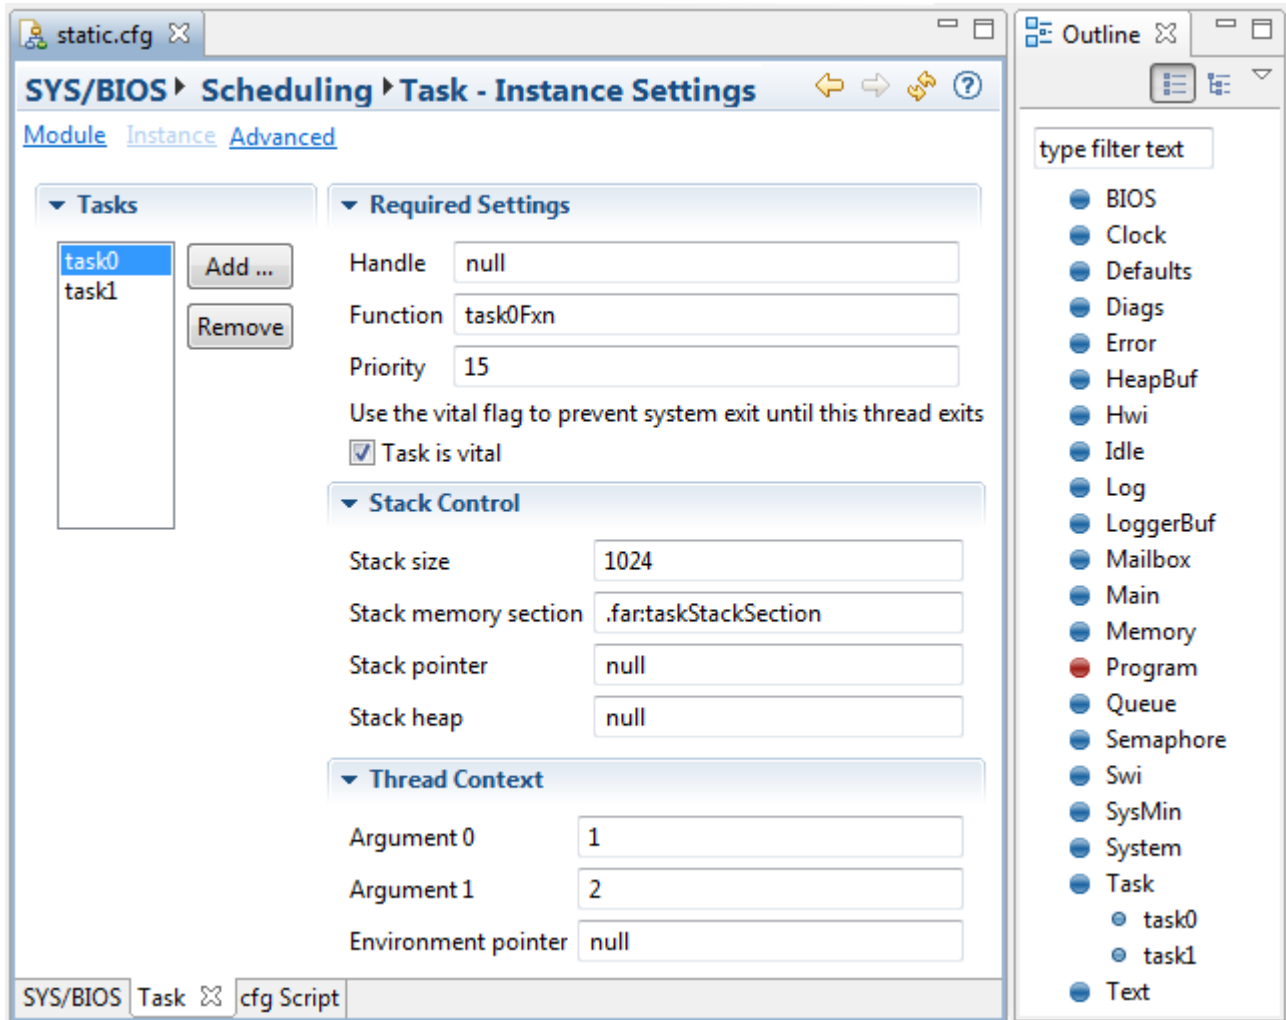 static.cfg
SYS/BIOS Scheduling Task - Instance Settings
Module Instance Advanced
Tasks
task0
task1
Add ...
Remove
Required Settings
Handle null
Function task0Fxn
Priority 15
Use the vital flag to prevent system exit until this thread exits
Task is vital
Stack Control
Stack size 1024
Stack memory section .far:taskStackSection
Stack pointer null
Stack heap null
Thread Context
Argument 0 1
Argument 1 2
Environment pointer null
SYS/BIOS Task cfg Script
Outline
type filter text
BIOS
Clock
Defaults
Diags
Error
HeapBuf
Hwi
Idle
Log
LoggerBuf
Mailbox
Main
Memory
Program
Queue
Semaphore
Swi
SysMin
System
Task
task0
task1
Text